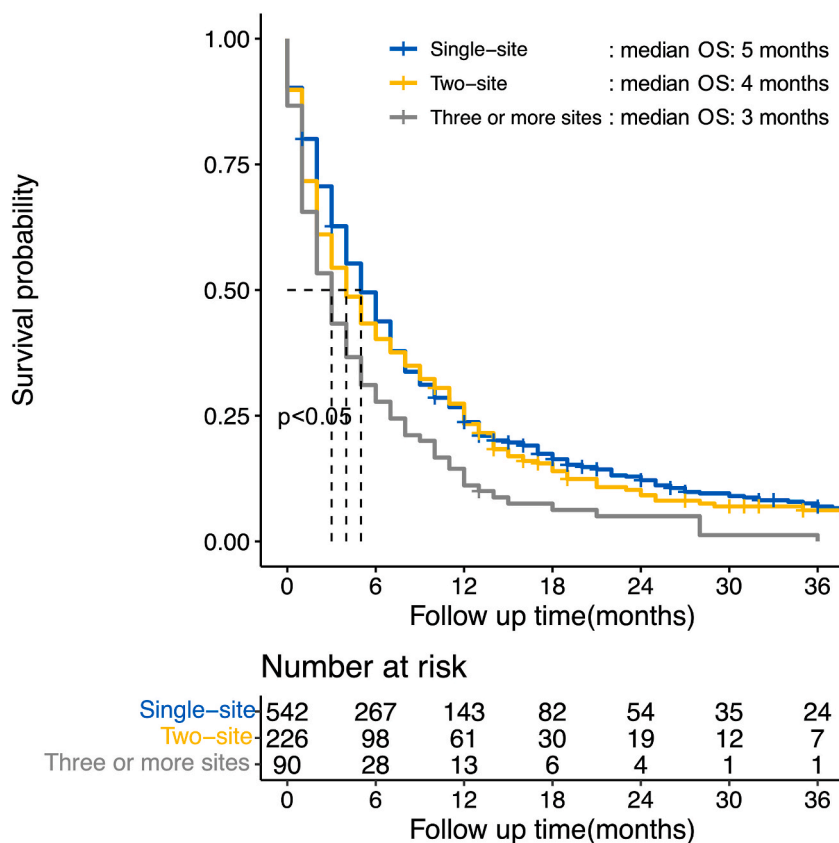 1.00
0.75
0.50
0.25
0.00
Survival probability
Single−site : median OS: 5 months
Two−site : median OS: 4 months
Three or more sites : median OS: 3 months
p<0.05
0 6 12 18 24 30 36
Follow up time(months)
Number at risk
Single−site 542 267 143 82 54 35 24
Two−site 226 98 61 30 19 12 7
Three or more sites 90 28 13 6 4 1 1
0 6 12 18 24 30 36
Follow up time(months)